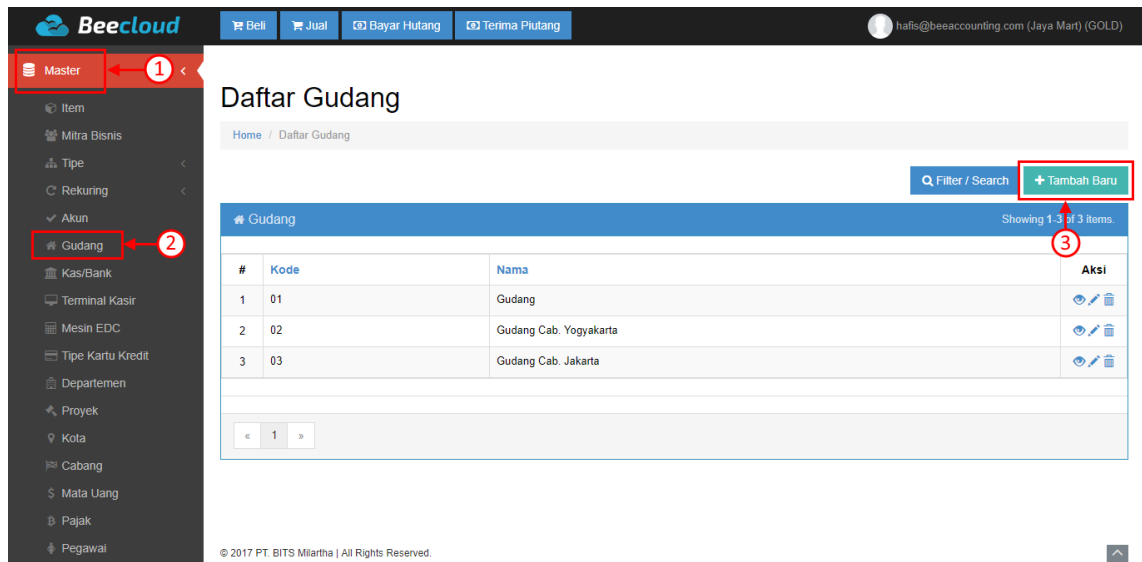 Beecloud
Beli Jual Bayar Hutang Terima Piutang
hafis@beeaccounting.com (Jaya Mart) (GOLD)
Master
1
Item
Mitra Bisnis
Tipe
Rekuring
Akun
Gudang
2
Kas/Bank
Terminal Kasir
Mesin EDC
Tipe Kartu Kredit
Departemen
Proyek
Kota
Cabang
Mata Uang
Pajak
Pegawai
Daftar Gudang
Home / Daftar Gudang
Filter / Search + Tambah Baru
Gudang Showing 1-3 of 3 items.
3
# Kode Nama Aksi
1 01 Gudang
2 02 Gudang Cab. Yogyakarta
3 03 Gudang Cab. Jakarta
« 1 »
© 2017 PT. BITS Milartha | All Rights Reserved.